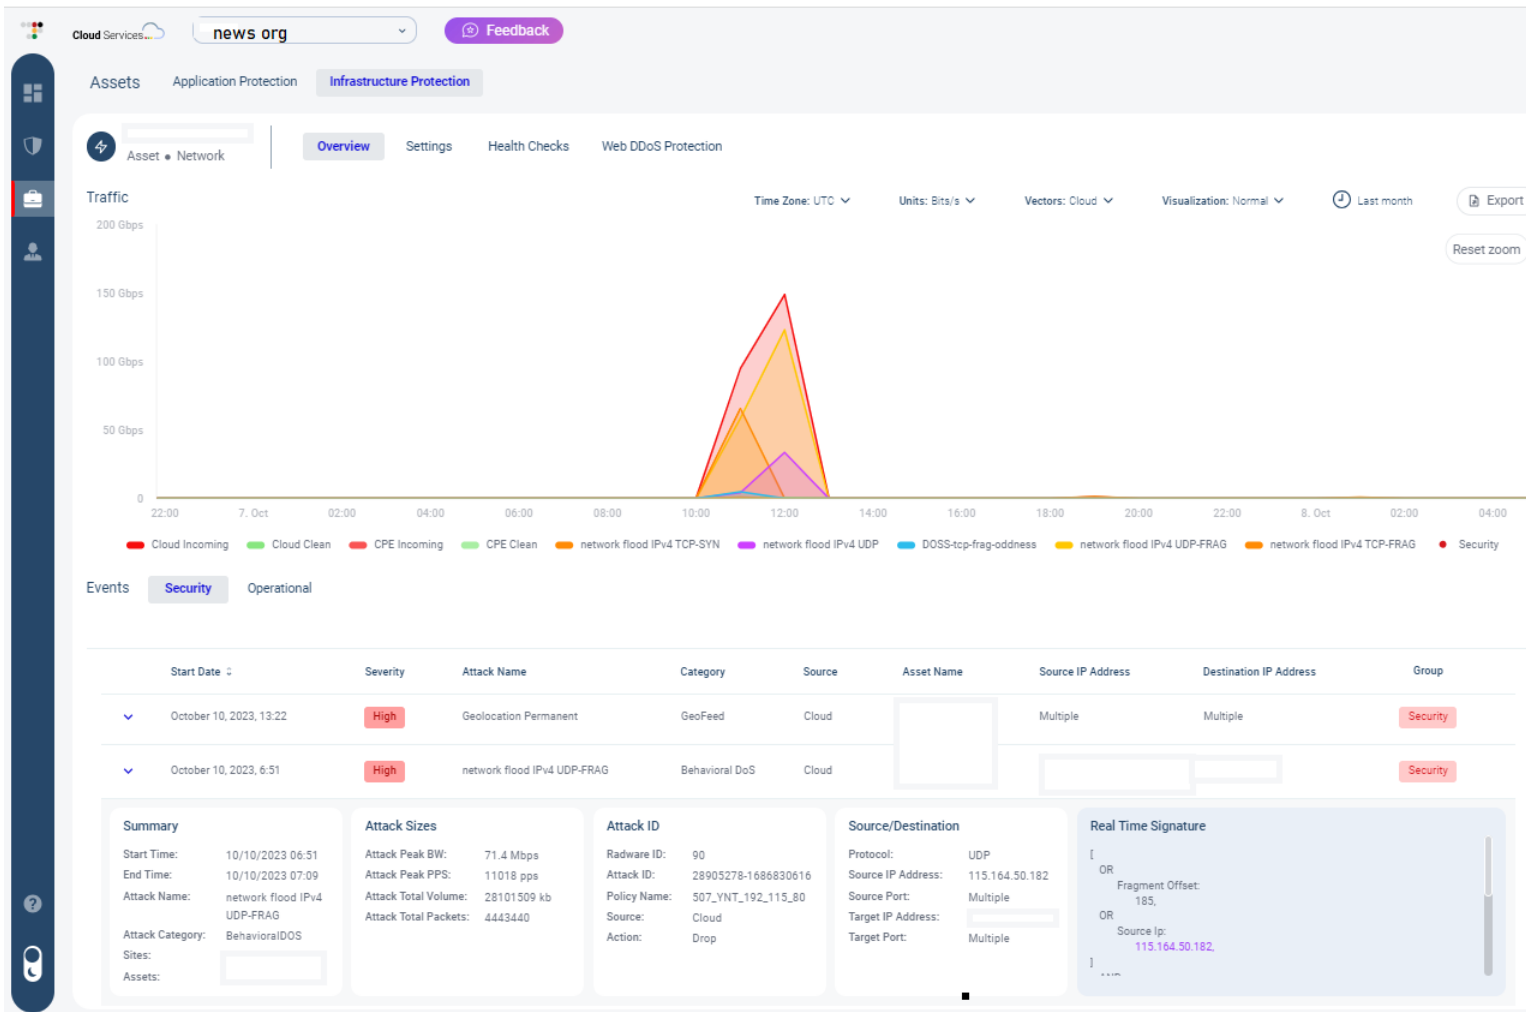 Cloud Services
news org
Feedback
Assets
Application Protection
Infrastructure Protection
Asset • Network
Overview
Settings
Health Checks
Web DDoS Protection
Traffic
Time Zone: UTC
Units: Bits/s
Vectors: Cloud
Visualization: Normal
Last month
Export
Reset zoom
200 Gbps
150 Gbps
100 Gbps
50 Gbps
0
22:00 7. Oct 02:00 04:00 06:00 08:00 10:00 12:00 14:00 16:00 18:00 20:00 22:00 8. Oct 02:00 04:00
Cloud Incoming Cloud Clean CPE Incoming CPE Clean network flood IPv4 TCP-SYN network flood IPv4 UDP DOSS-tcp-frag-oddness network flood IPv4 UDP-FRAG network flood IPv4 TCP-FRAG Security
Events Security Operational
Start Date Severity Attack Name Category Source Asset Name Source IP Address Destination IP Address Group
October 10, 2023, 13:22 High Geolocation Permanent GeoFeed Cloud Multiple Multiple Security
October 10, 2023, 6:51 High network flood IPv4 UDP-FRAG Behavioral DoS Cloud Security
Summary
Start Time: 10/10/2023 06:51
End Time: 10/10/2023 07:09
Attack Name: network flood IPv4
UDP-FRAG
Attack Category: BehavioralDOS
Sites:
Assets:
Attack Sizes
Attack Peak BW: 71.4 Mbps
Attack Peak PPS: 11018 pps
Attack Total Volume: 28101509 kb
Attack Total Packets: 4443440
Attack ID
Radware ID: 90
Attack ID: 28905278-1686830616
Policy Name: 507_YNT_192_115_80
Source: Cloud
Action: Drop
Source/Destination
Protocol: UDP
Source IP Address: 115.164.50.182
Source Port: Multiple
Target IP Address:
Target Port: Multiple
Real Time Signature
[
OR
Fragment Offset:
185,
OR
Source Ip:
115.164.50.182,
]